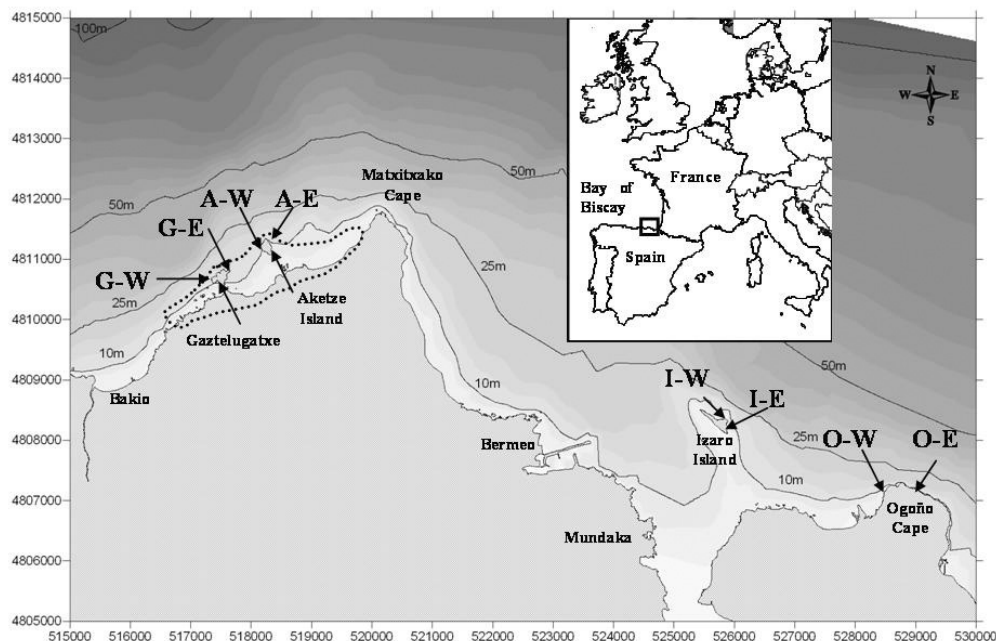 4815000
100m
4814000
4813000
4812000
4811000
4810000
4809000
4808000
4807000
4806000
4805000
50m
50m
Matxitxako
Cape
A-W
A-E
G-E
G-W
25m
25m
Aketze
Island
Gaztelugatxe
10m
Bakio
10m
Bermeo
Mundaka
I-W
I-E
Izaro
Island
50m
25m
O-W
O-E
10m
Ogoño
Cape
N
W
E
S
Bay of
Biscay
France
Spain
515000 516000 517000 518000 519000 520000 521000 522000 523000 524000 525000 526000 527000 528000 529000 530000